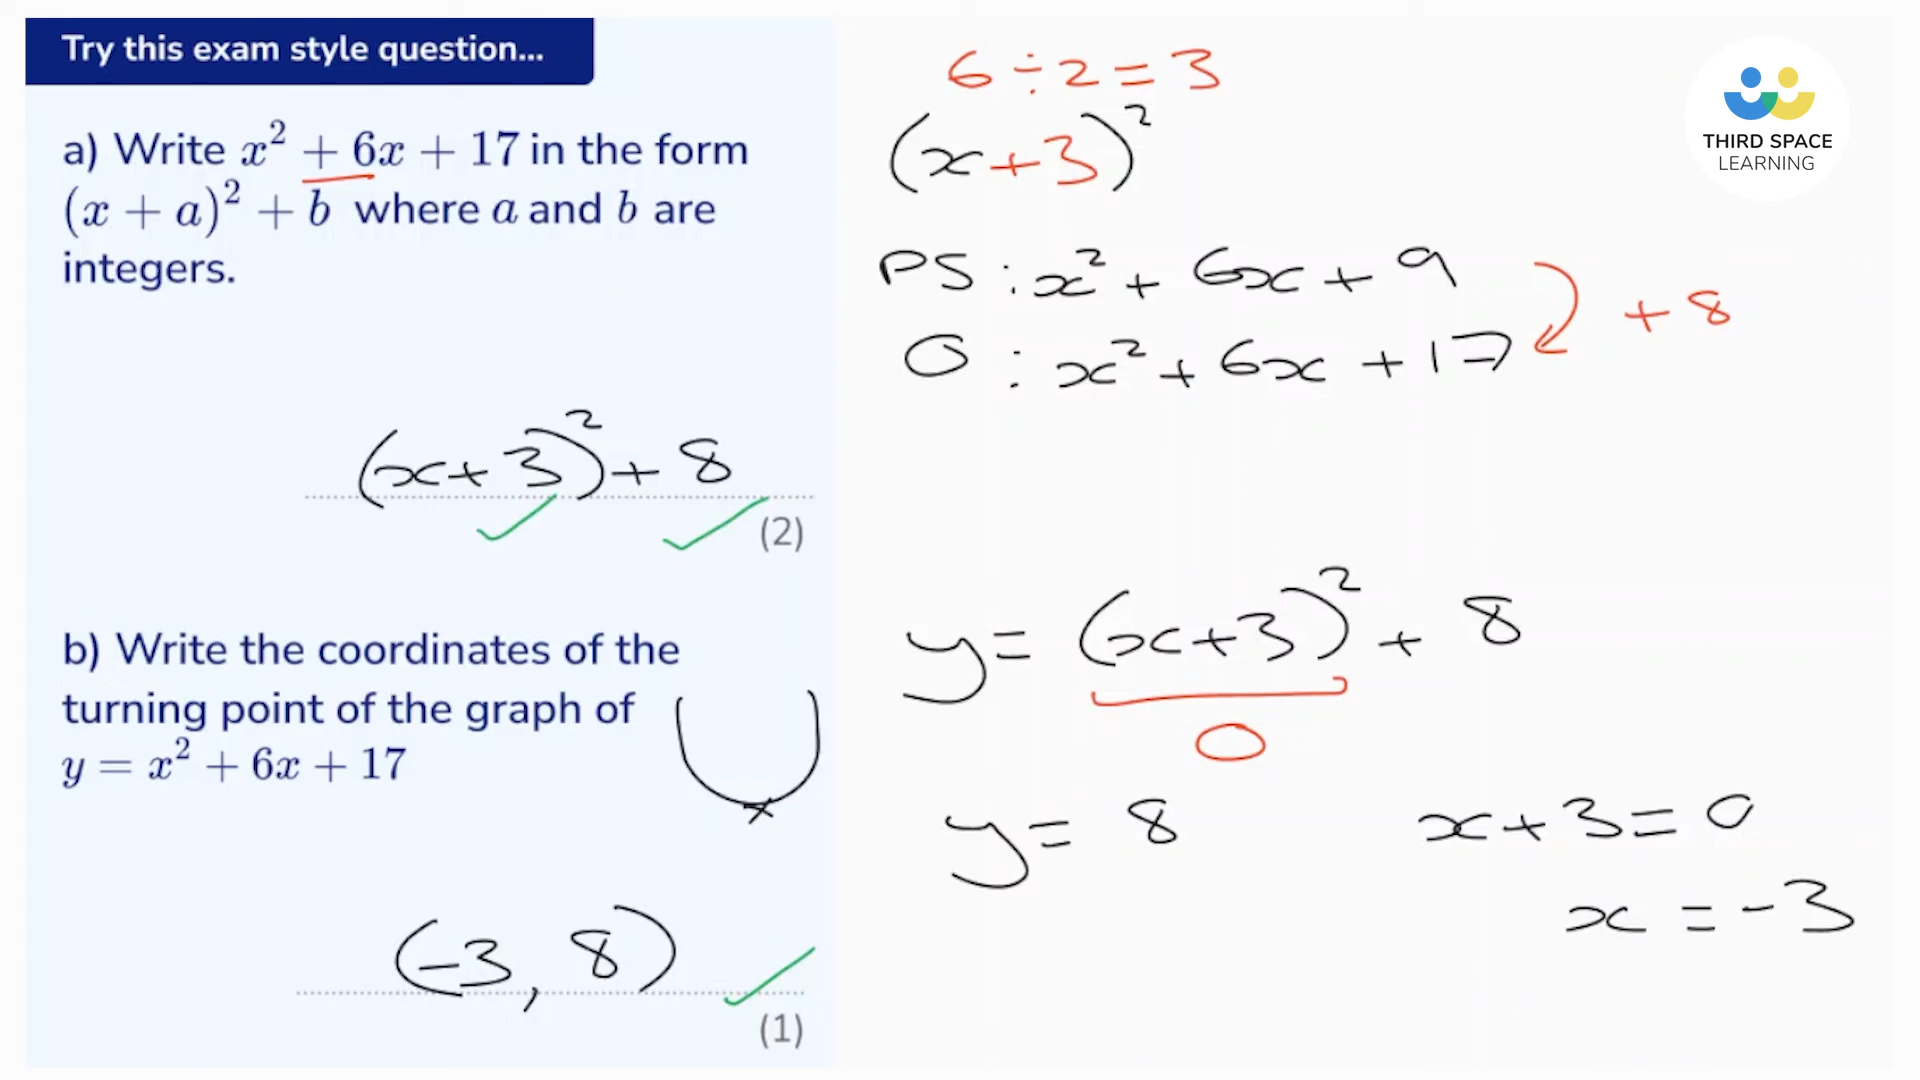 Try this exam style question...
a) Write x² + 6x + 17 in the form
(x + a)² + b where a and b are
integers.
(x+3)²+8
(2)
b) Write the coordinates of the
turning point of the graph of
y = x² + 6x + 17
(-3, 8)
(1)
6÷2=3
(x+3)²
PS : x² + 6x + 9
+8
O : x² + 6x + 17
y = (x+3)² + 8
0
y = 8
x+3=0
x = -3
THIRD SPACE
LEARNING